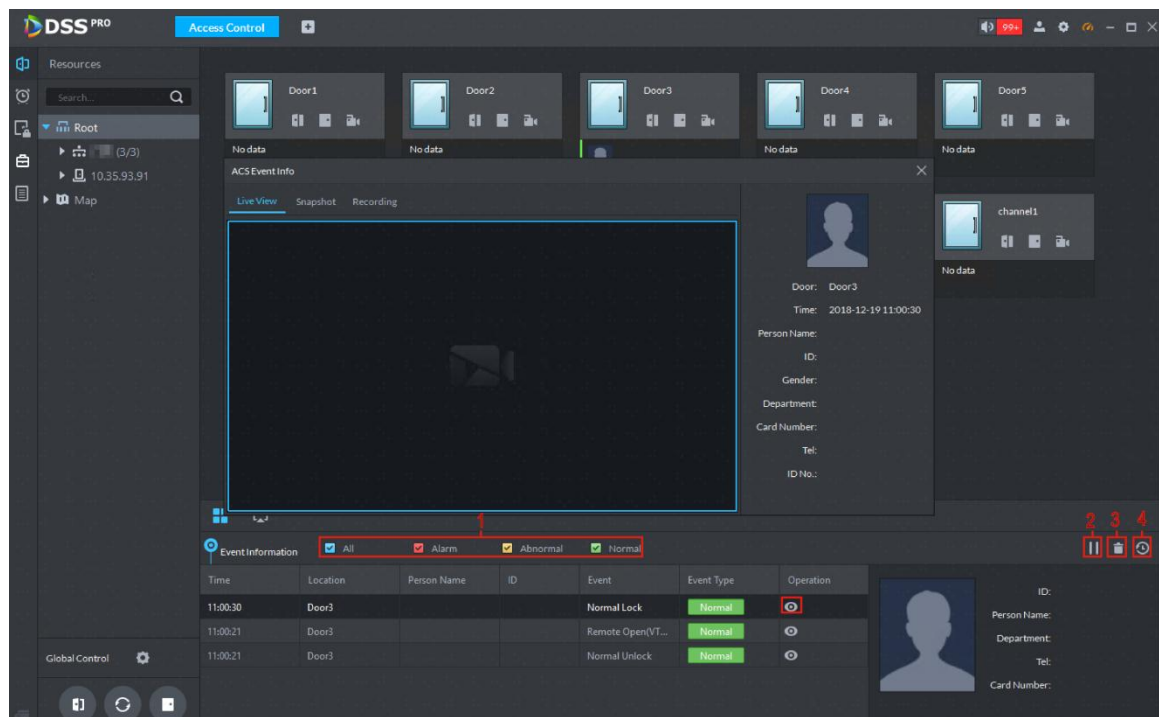 DSS PRO Access Control 99+
Resources
Search...
Root
(3/3)
10.35.93.91
Map
Door1 Door2 Door3 Door4 Door5
No data No data No data No data
ACS Event Info
Live View Snapshot Recording
channel1
No data
Door: Door3
Time: 2018-12-19 11:00:30
Person Name:
ID:
Gender:
Department:
Card Number:
Tel:
ID No.:
1 2 3 4
Event Information All Alarm Abnormal Normal
Time Location Person Name ID Event Event Type Operation
11:00:30 Door3 Normal Lock Normal
11:00:21 Door3 Remote Open(VT... Normal
11:00:21 Door3 Normal Unlock Normal
ID:
Person Name:
Department:
Tel:
Card Number:
Global Control